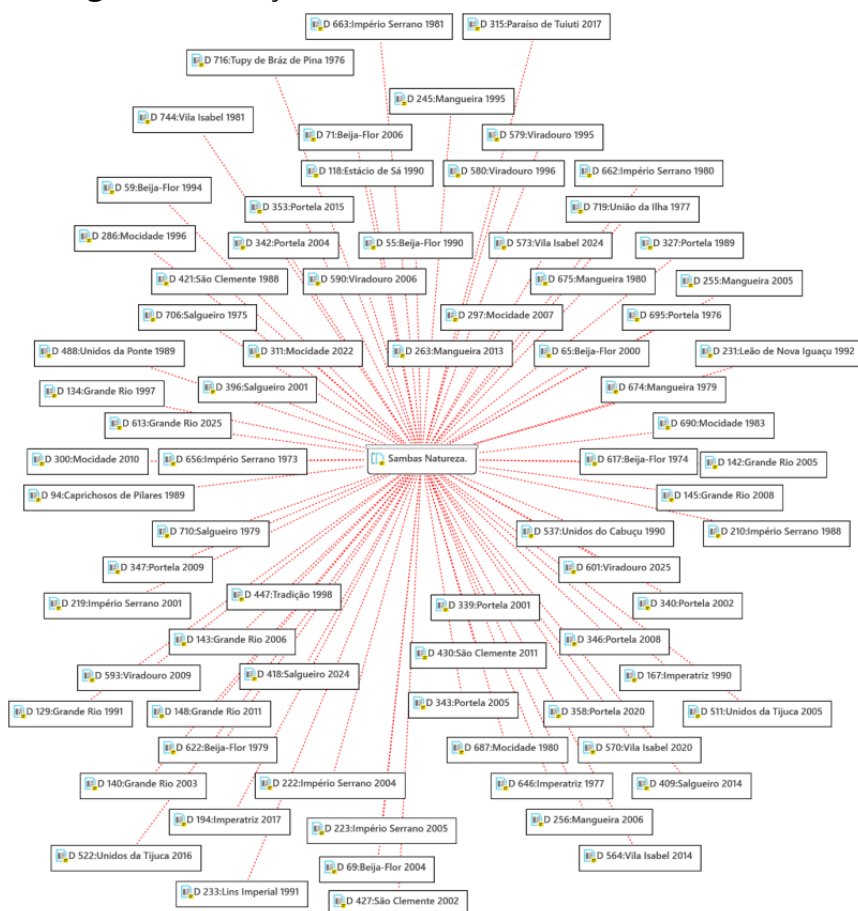 D 663:Império Serrano 1981
D 315:Paraíso de Tuiuti 2017
D 716:Tupy de Bráz de Pina 1976
D 245:Mangueira 1995
D 744:Vila Isabel 1981
D 71:Beija-Flor 2006
D 579:Viradouro 1995
D 118:Estácio de Sá 1990
D 580:Viradouro 1996
D 662:Império Serrano 1980
D 59:Beija-Flor 1994
D 353:Portela 2015
D 719:União da Ilha 1977
D 286:Mocidade 1996
D 342:Portela 2004
D 55:Beija-Flor 1990
D 573:Vila Isabel 2024
D 327:Portela 1989
D 421:São Clemente 1988
D 590:Viradouro 2006
D 675:Mangueira 1980
D 255:Mangueira 2005
D 706:Salgueiro 1975
D 297:Mocidade 2007
D 695:Portela 1976
D 488:Unidos da Ponte 1989
D 311:Mocidade 2022
D 263:Mangueira 2013
D 65:Beija-Flor 2000
D 231:Leão de Nova Iguaçu 1992
D 134:Grande Rio 1997
D 396:Salgueiro 2001
D 674:Mangueira 1979
D 613:Grande Rio 2025
D 690:Mocidade 1983
D 300:Mocidade 2010
D 656:Império Serrano 1973
Sambas Natureza.
D 617:Beija-Flor 1974
D 142:Grande Rio 2005
D 94:Caprichosos de Pilares 1989
D 145:Grande Rio 2008
D 710:Salgueiro 1979
D 537:Unidos do Cabuçu 1990
D 210:Império Serrano 1988
D 347:Portela 2009
D 601:Viradouro 2025
D 219:Império Serrano 2001
D 447:Tradição 1998
D 339:Portela 2001
D 340:Portela 2002
D 143:Grande Rio 2006
D 430:São Clemente 2011
D 346:Portela 2008
D 593:Viradouro 2009
D 418:Salgueiro 2024
D 167:Imperatriz 1990
D 129:Grande Rio 1991
D 148:Grande Rio 2011
D 343:Portela 2005
D 358:Portela 2020
D 511:Unidos da Tijuca 2005
D 622:Beija-Flor 1979
D 687:Mocidade 1980
D 570:Vila Isabel 2020
D 140:Grande Rio 2003
D 222:Império Serrano 2004
D 646:Imperatriz 1977
D 409:Salgueiro 2014
D 194:Imperatriz 2017
D 223:Império Serrano 2005
D 256:Mangueira 2006
D 522:Unidos da Tijuca 2016
D 69:Beija-Flor 2004
D 564:Vila Isabel 2014
D 233:Lins Imperial 1991
D 427:São Clemente 2002